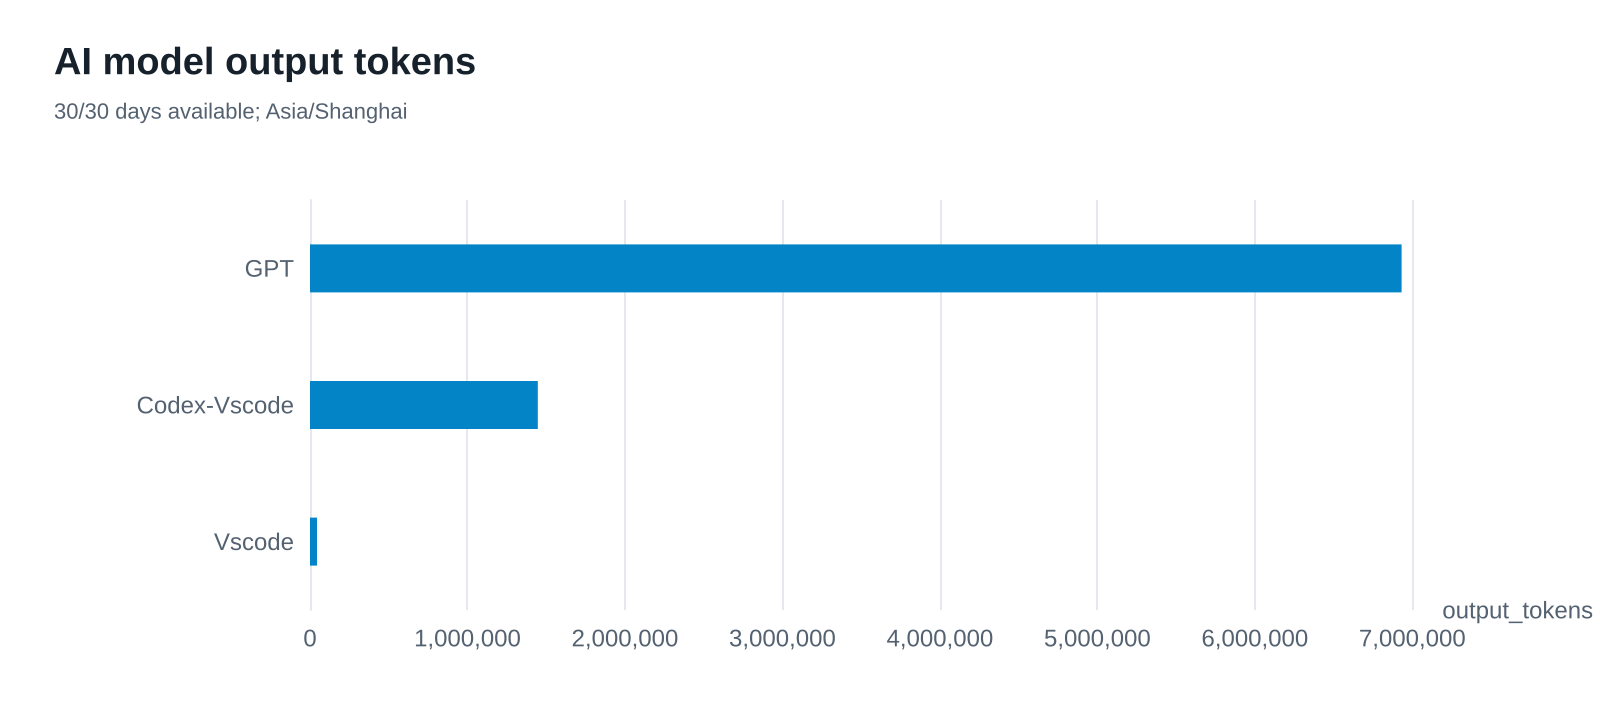 AI model output tokens
30/30 days available; Asia/Shanghai
GPT
Codex-Vscode
Vscode
output_tokens
0 1,000,000 2,000,000 3,000,000 4,000,000 5,000,000 6,000,000 7,000,000